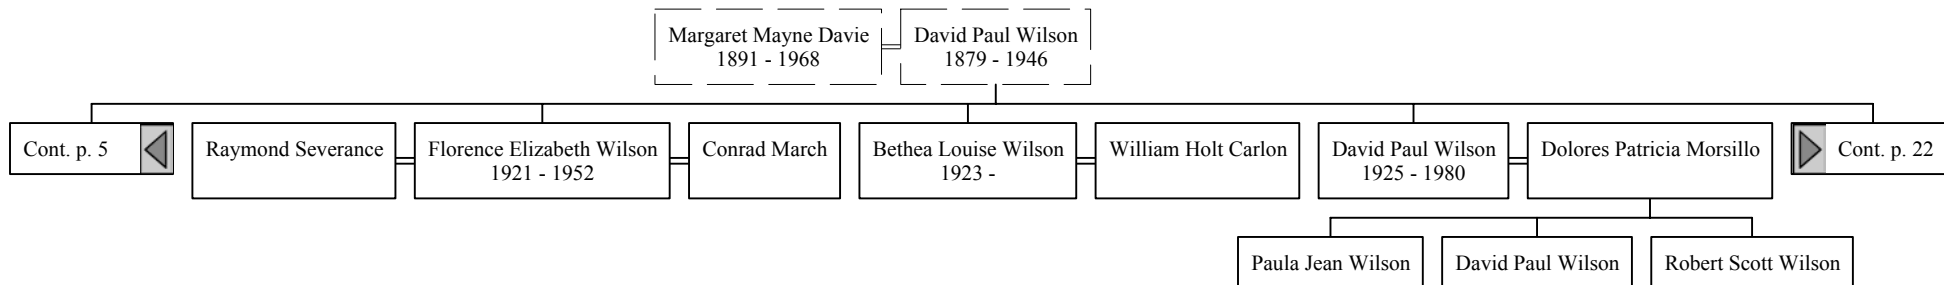 Margaret Mayne Davie
1891 - 1968
David Paul Wilson
1879 - 1946
Cont. p. 5
Raymond Severance
Florence Elizabeth Wilson
1921 - 1952
Conrad March
Bethea Louise Wilson
1923 -
William Holt Carlon
David Paul Wilson
1925 - 1980
Dolores Patricia Morsillo
Cont. p. 22
Paula Jean Wilson
David Paul Wilson
Robert Scott Wilson